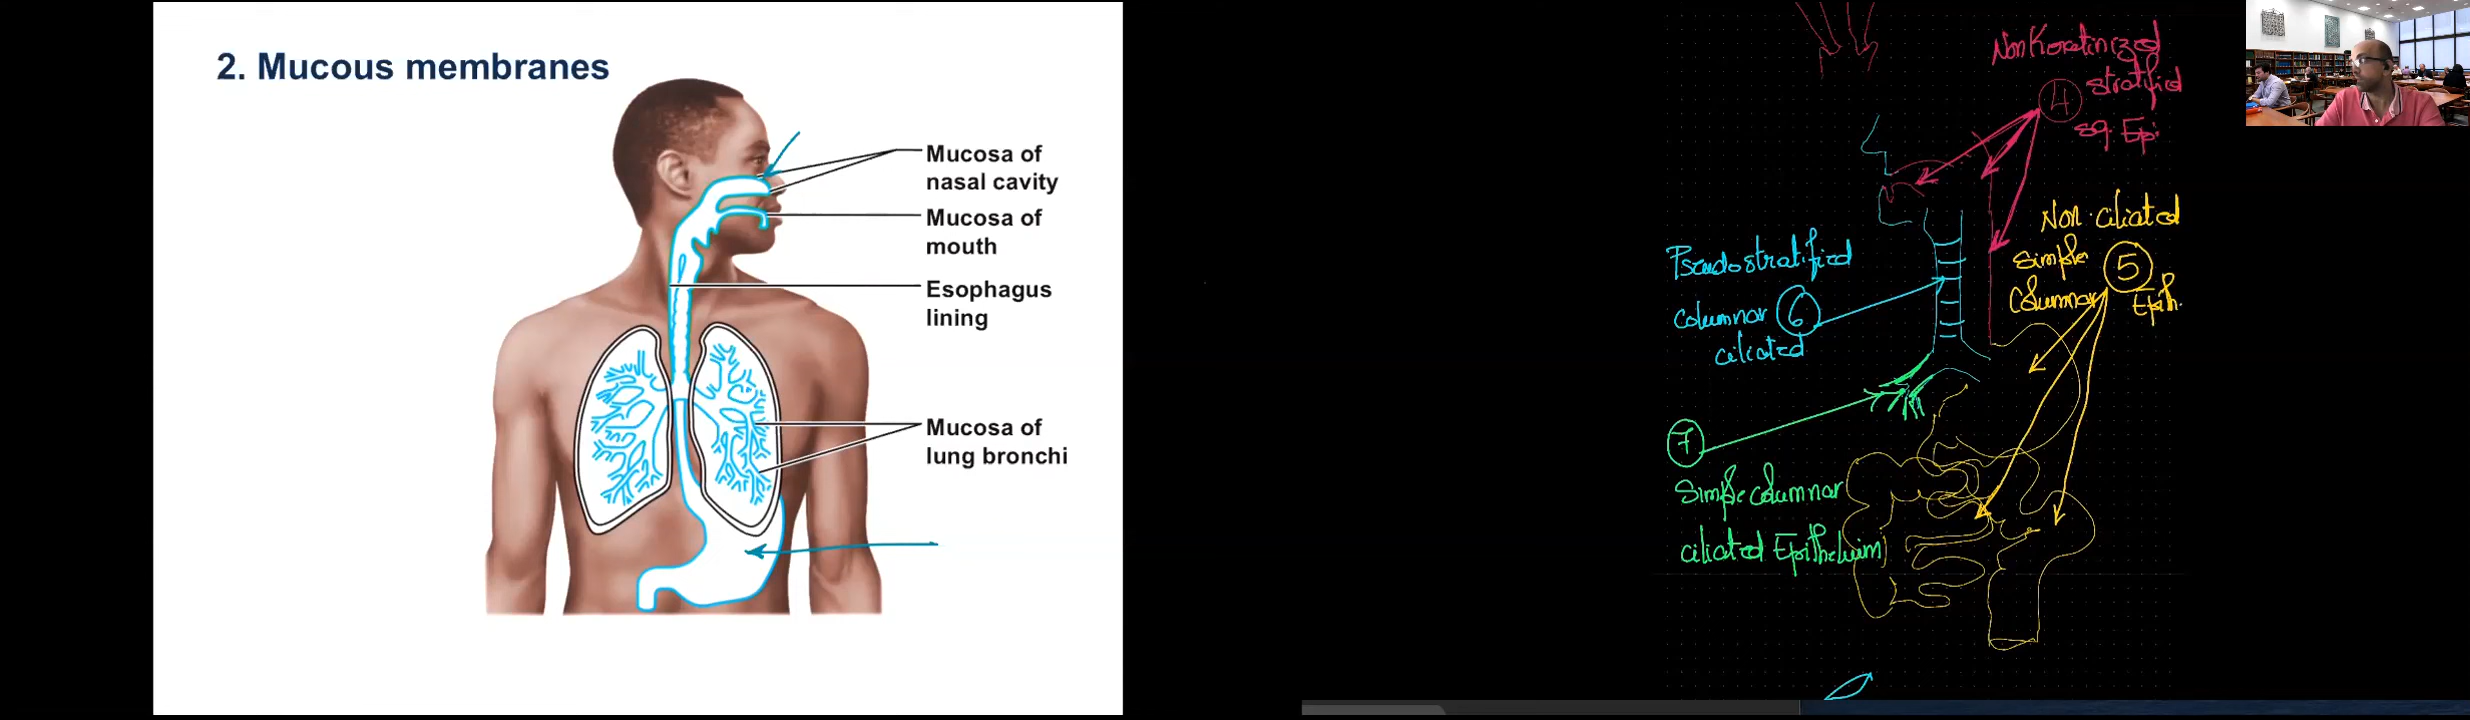 2. Mucous membranes
Mucosa of
nasal cavity
Mucosa of
mouth
Esophagus
lining
Mucosa of
lung bronchi
Non Keratinized
4 stratified
sq. Epi
Non-ciliated
Simple 5
Columnar Epith.
Pseudostratified
columnar 6
ciliated
7
Simple columnar
ciliated Epithelium